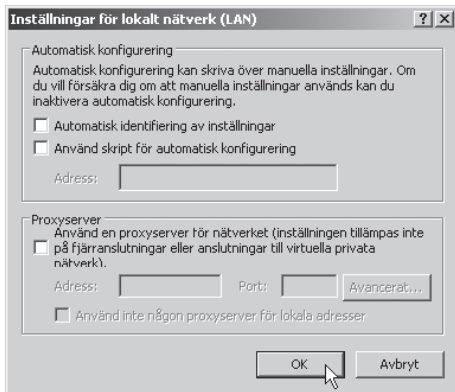 Inställningar för lokalt nätverk (LAN)
Automatisk konfigurering
Automatisk konfigurering kan skriva över manuella inställningar. Om
du vill försäkra dig om att manuella inställningar används kan du
inaktivera automatisk konfigurering.
Automatisk identifiering av inställningar
Använd skript för automatisk konfigurering
Adress:
Proxyserver
Använd en proxyserver för nätverket (inställningen tillämpas inte
på fjärranslutningar eller anslutningar till virtuella privata
nätverk).
Adress: Port: Avancerat...
Använd inte någon proxyserver för lokala adresser
OK Avbryt